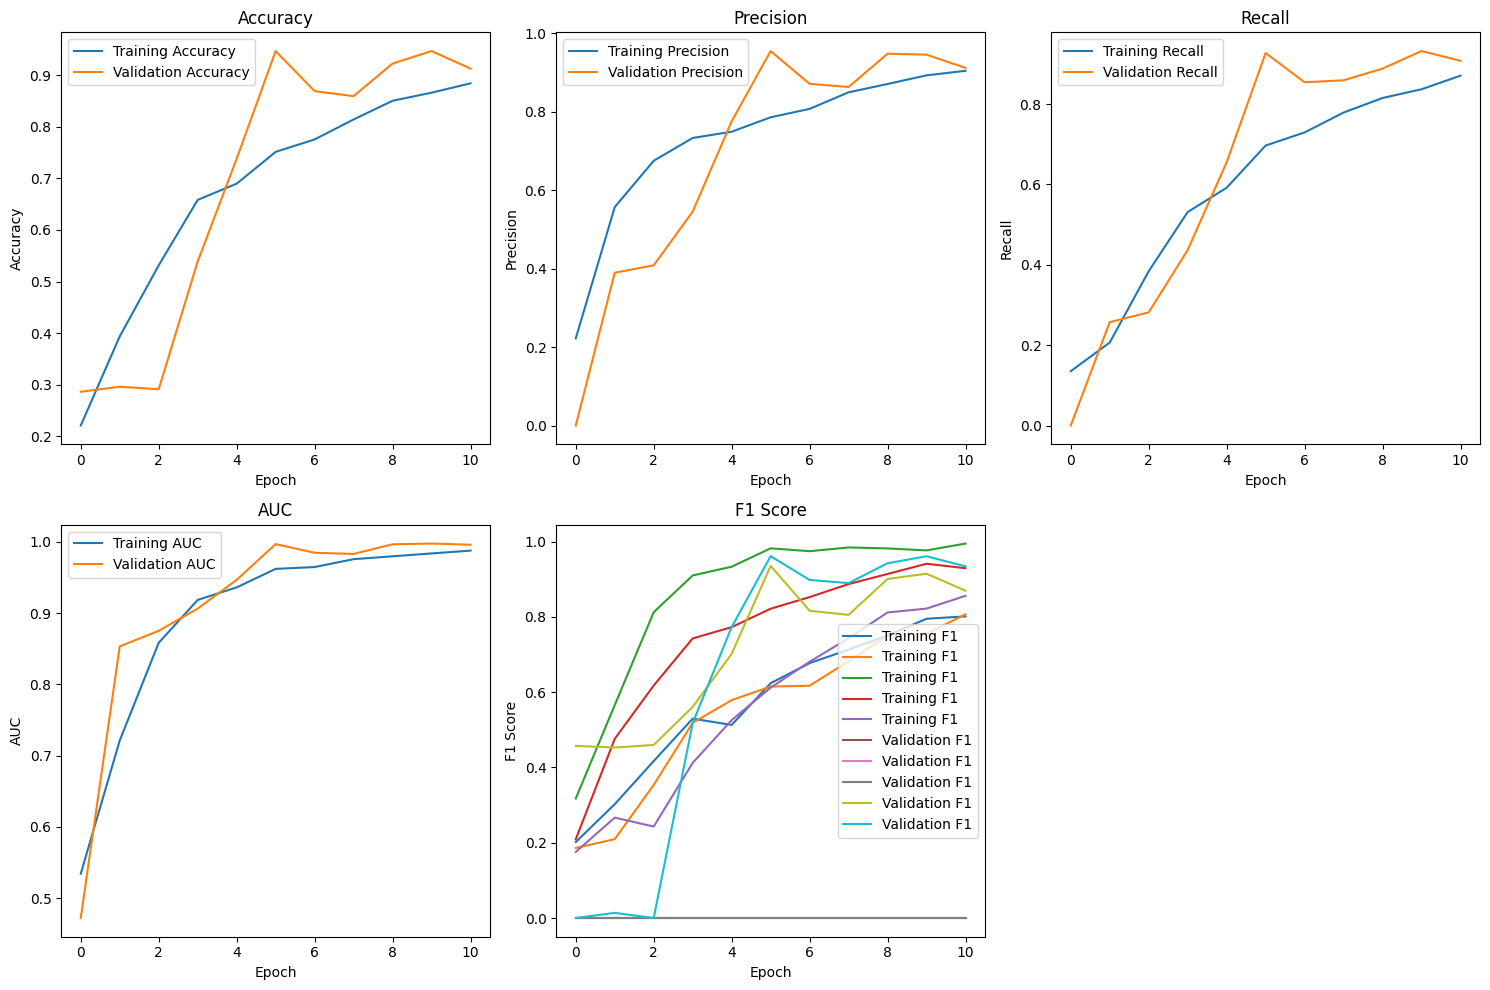 Accuracy
Training Accuracy
Validation Accuracy
0.9
0.8
0.7
0.6
0.5
0.4
0.3
0.2
Accuracy
0 2 4 6 8 10
Epoch
Precision
Training Precision
Validation Precision
1.0
0.8
0.6
0.4
0.2
0.0
Precision
0 2 4 6 8 10
Epoch
Recall
Training Recall
Validation Recall
0.8
0.6
0.4
0.2
0.0
Recall
0 2 4 6 8 10
Epoch
AUC
Training AUC
Validation AUC
1.0
0.9
0.8
0.7
0.6
0.5
AUC
0 2 4 6 8 10
Epoch
F1 Score
1.0
0.8
0.6
0.4
0.2
0.0
F1 Score
Training F1
Training F1
Training F1
Training F1
Training F1
Validation F1
Validation F1
Validation F1
Validation F1
Validation F1
0 2 4 6 8 10
Epoch